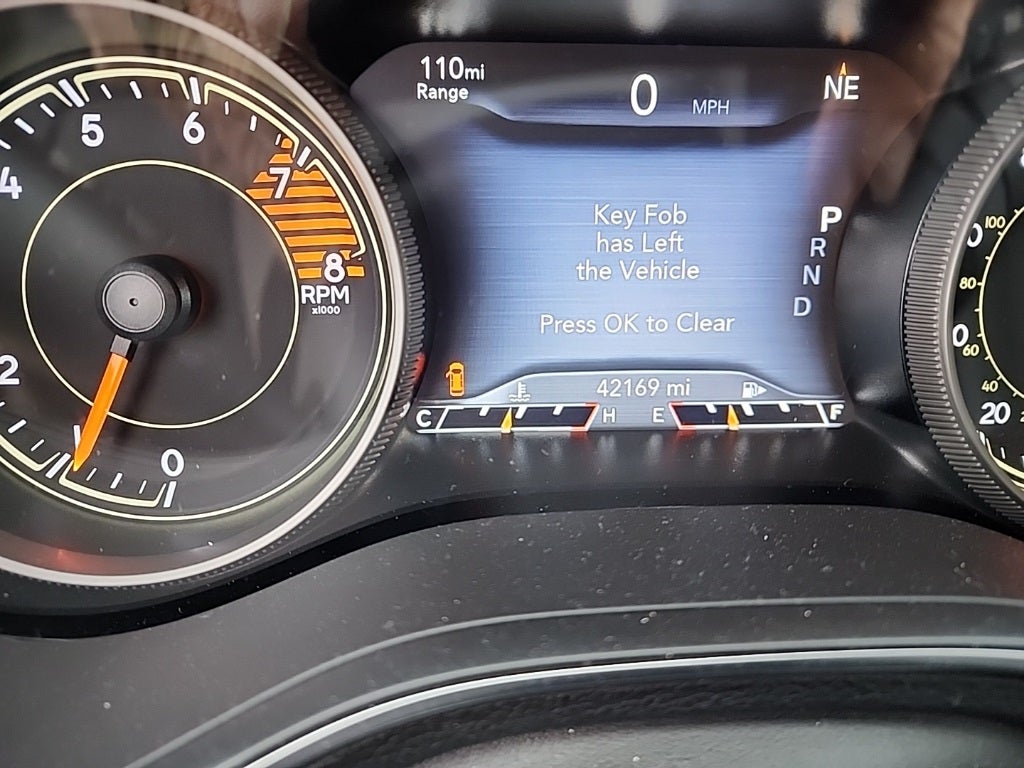 110mi
Range
0 MPH
NE
Key Fob
has Left
the Vehicle
Press OK to Clear
P
R
N
D
42169 mi
C H E F
4
5
6
7
8
RPM
x1000
2
1
0
100
80
60
40
20